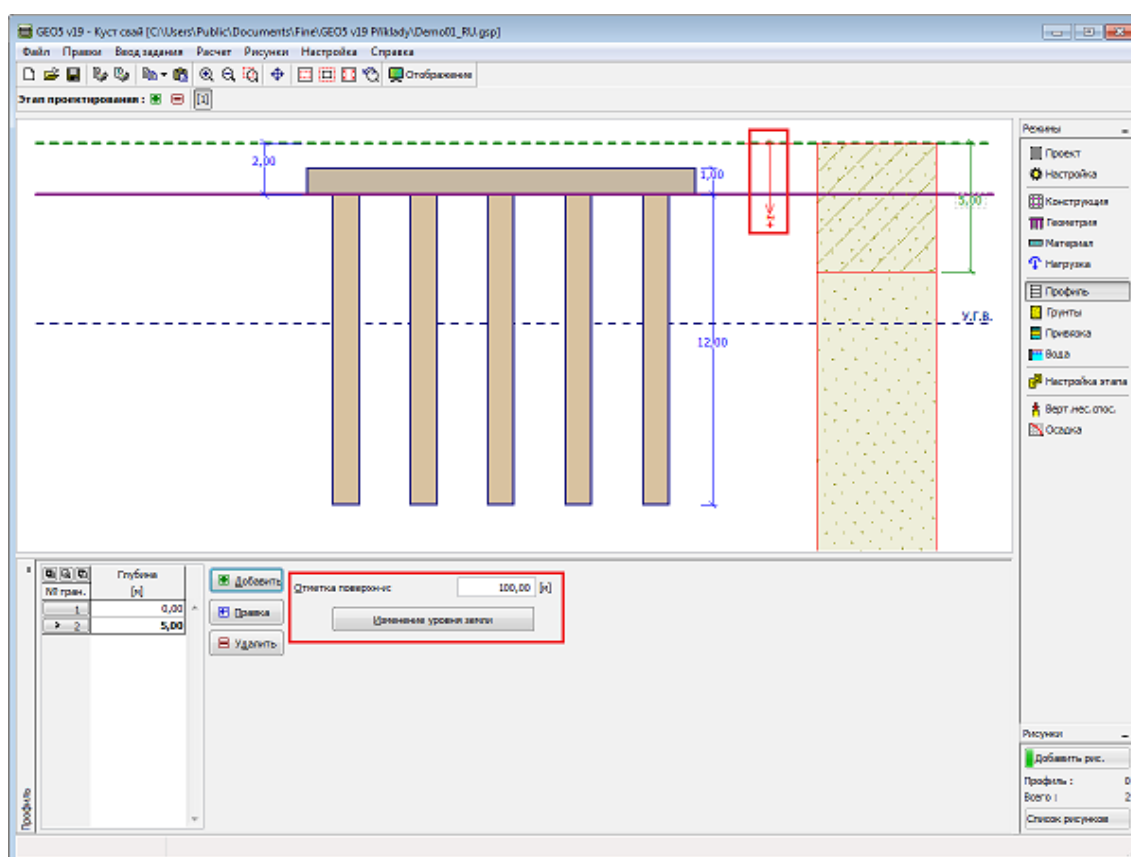 GEO5 v19 - Куст свай [C:\Users\Public\Documents\Fine\GEO5 v19 Příklady\Demo01_RU.gsp]
Файл Правки Ввод задания Расчет Рисунки Настройка Справка
Отображение
Этап проектирования : [1]
2,00
1,00
+z
5,00
У.Г.В.
12,00
Режимы
Проект
Настройка
Конструкция
Геометрия
Материал
Нагрузка
Профиль
Грунты
Привязка
Вода
Настройка этапа
Верт.нес.спос.
Осадка
№ гран. Глубина [м]
1 0,00
> 2 5,00
Добавить
Правка
Удалить
Отметка поверхн-ис 100,00 [м]
Изменение уровня земли
Профиль
Рисунки
Добавить рис.
Профиль : 0
Всего : 2
Список рисунков